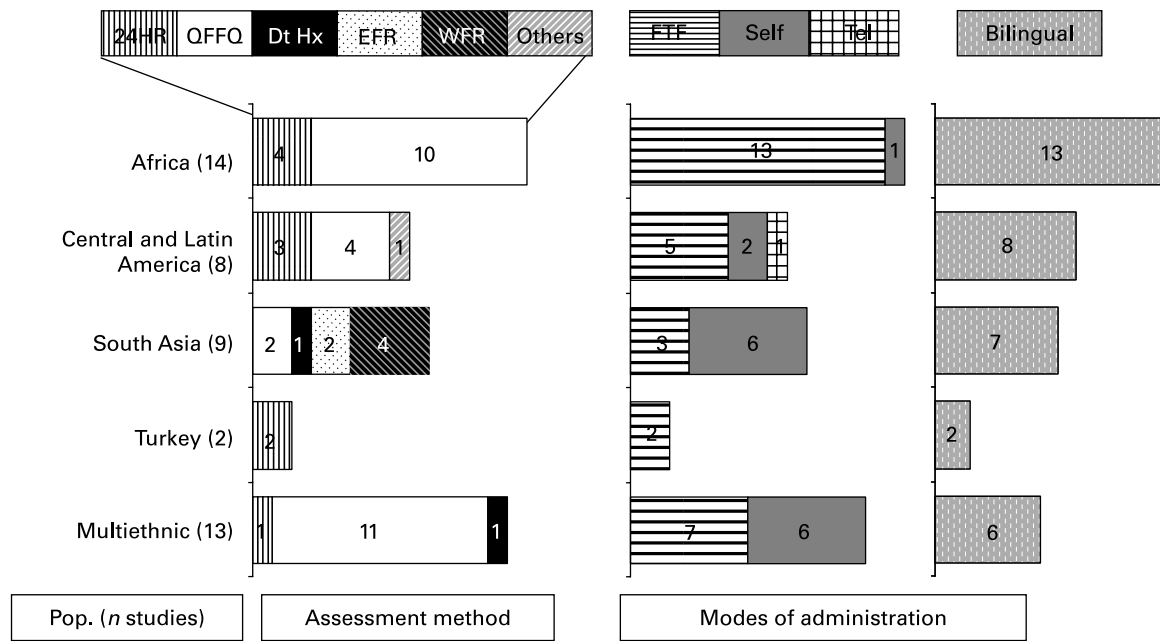 24HR QFFQ Dt Hx EFR WFR Others FTF Self Tel Bilingual
Africa (14) 4 10 13 1 13
Central and Latin
America (8) 3 4 1 5 2 1 8
South Asia (9) 2 1 2 4 3 6 7
Turkey (2) 2 2 2
Multiethnic (13) 1 11 1 7 6 6
Pop. (n studies) Assessment method Modes of administration